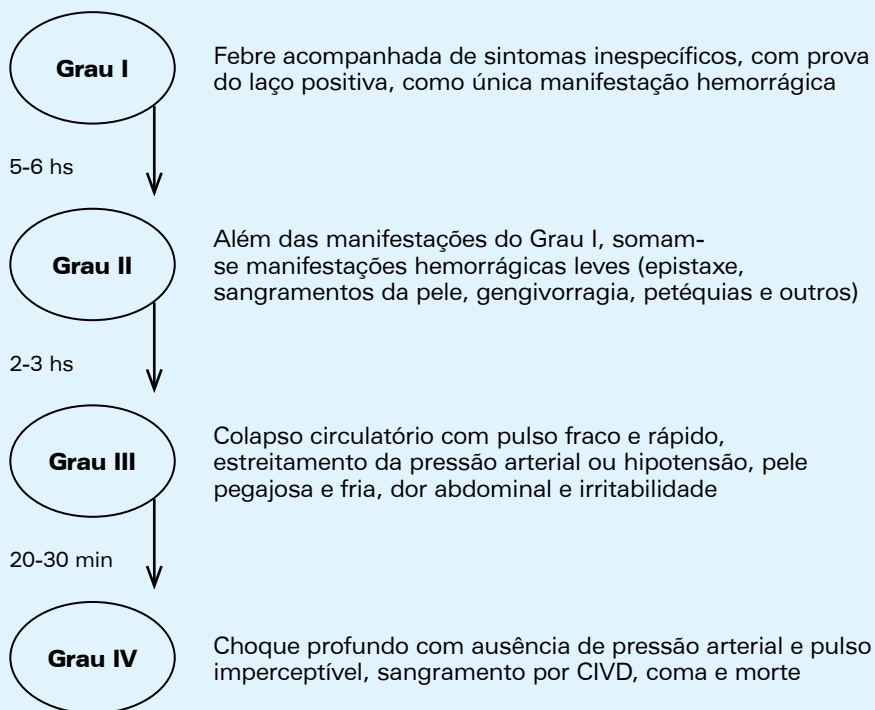 Grau I
Febre acompanhada de sintomas inespecíficos, com prova
do laço positiva, como única manifestação hemorrágica
5-6 hs
Grau II
Além das manifestações do Grau I, somam-
se manifestações hemorrágicas leves (epistaxe,
sangramentos da pele, gengivorragia, petéquias e outros)
2-3 hs
Grau III
Colapso circulatório com pulso fraco e rápido,
estreitamento da pressão arterial ou hipotensão, pele
pegajosa e fria, dor abdominal e irritabilidade
20-30 min
Grau IV
Choque profundo com ausência de pressão arterial e pulso
imperceptível, sangramento por CIVD, coma e morte